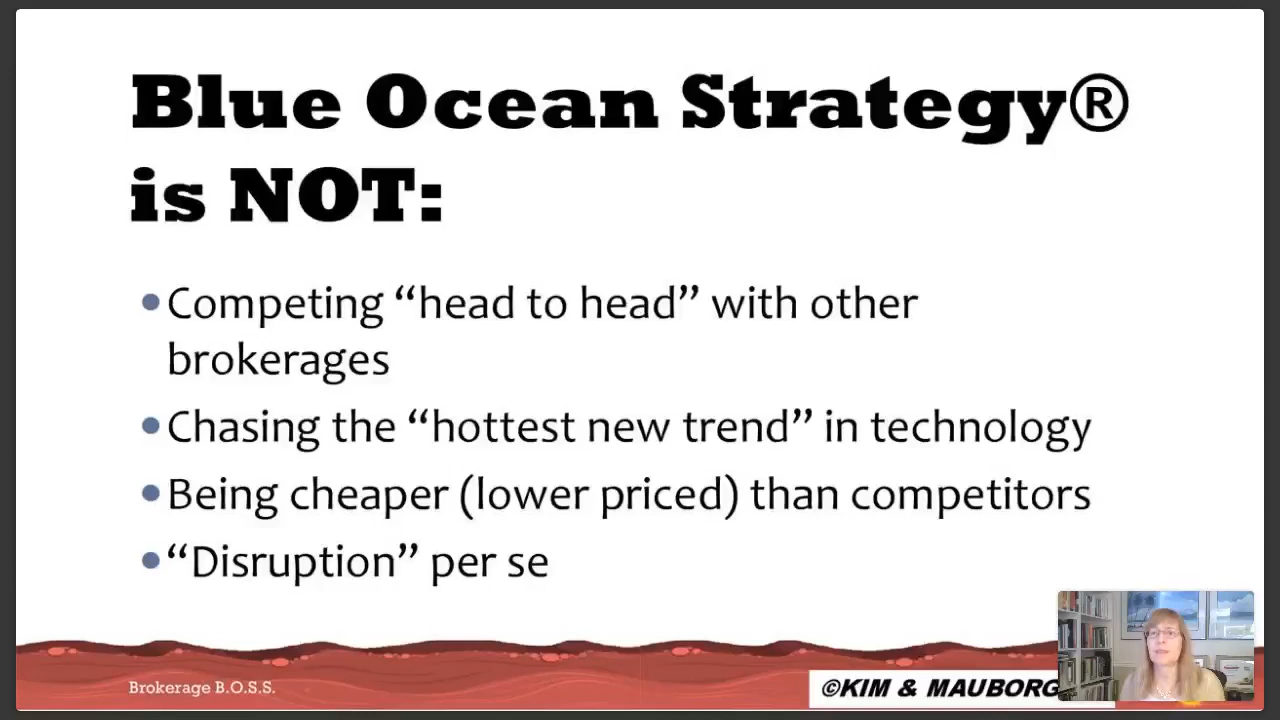 Blue Ocean Strategy®
is NOT:
•Competing “head to head” with other
brokerages
•Chasing the “hottest new trend” in technology
•Being cheaper (lower priced) than competitors
•“Disruption” per se
Brokerage B.O.S.S.
©KIM & MAUBORG